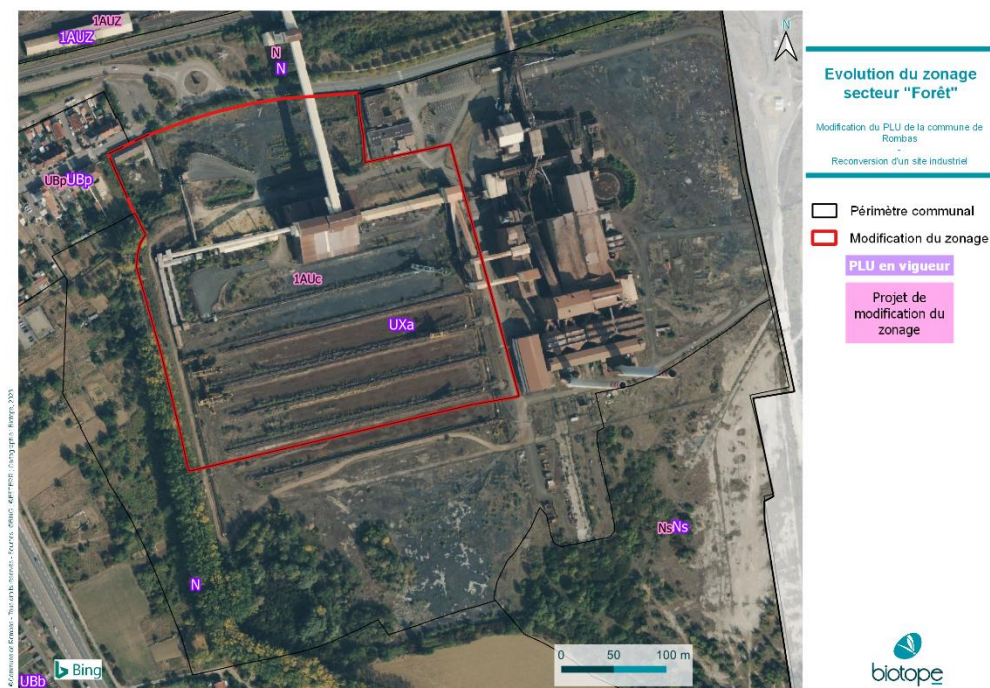 1AUZ
1AUZ
N
N
N
Evolution du zonage
secteur "Forêt"
Modification du PLU de la commune de
Rombas
-
Reconversion d'un site industriel
UBpUBp
Périmètre communal
Modification du zonage
PLU en vigueur
Projet de
modification du
zonage
1AUc
UXa
NsNs
N
UBb
Bing
0 50 100 m
biotope